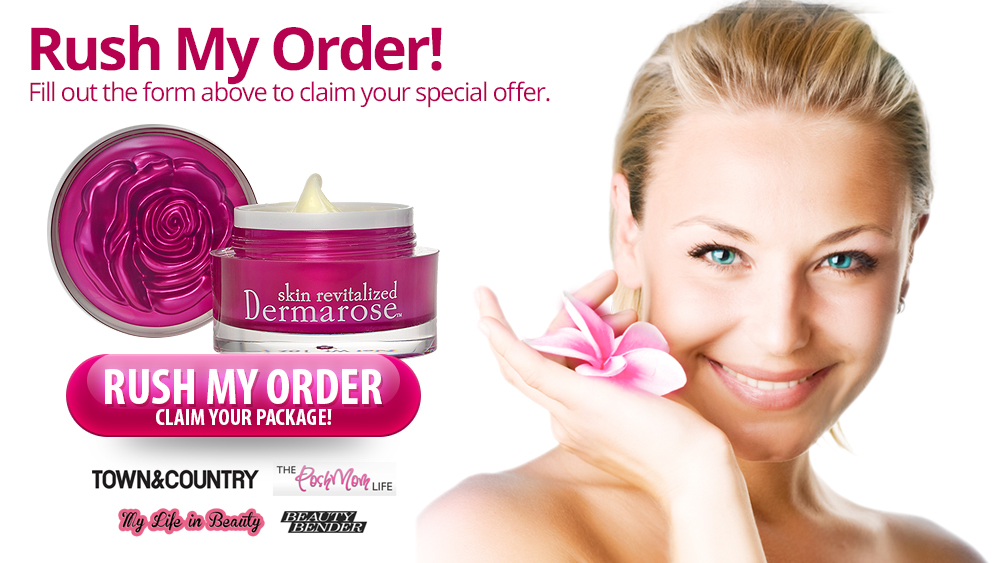 Rush My Order!
Fill out the form above to claim your special offer.
skin revitalized
Dermarose™
RUSH MY ORDER
CLAIM YOUR PACKAGE!
TOWN&COUNTRY
THE PoshMom LIFE
My Life in Beauty
BEAUTY
BENDER